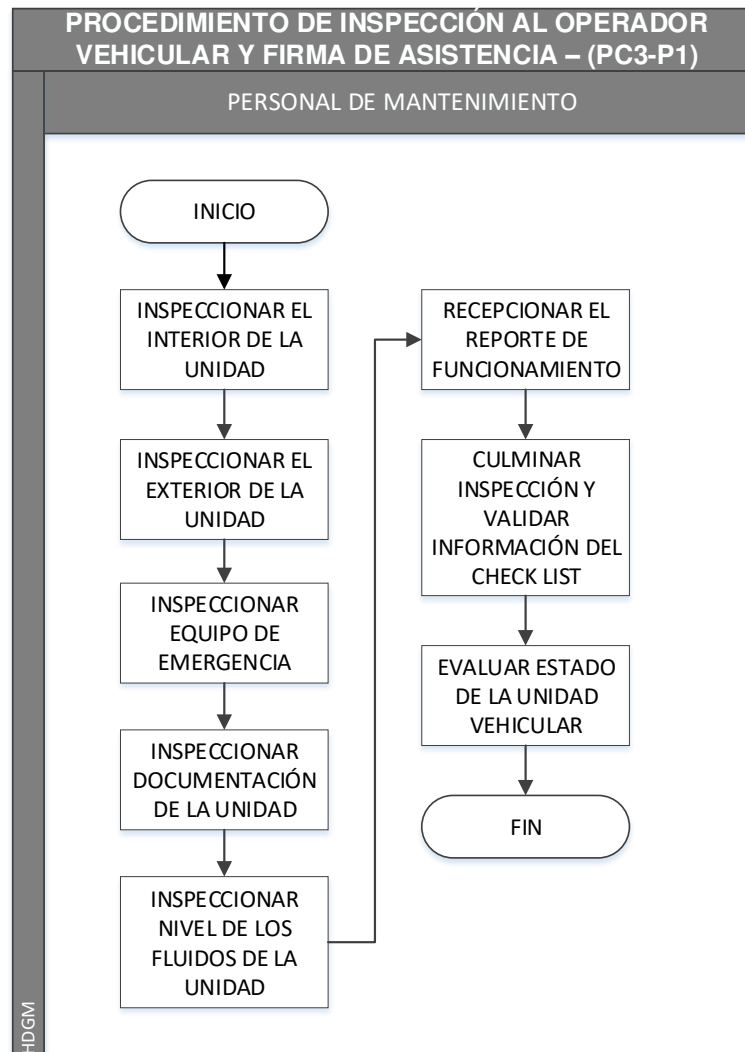 PROCEDIMIENTO DE INSPECCIÓN AL OPERADOR
VEHICULAR Y FIRMA DE ASISTENCIA – (PC3-P1)
PERSONAL DE MANTENIMIENTO
INICIO
INSPECCIONAR EL
INTERIOR DE LA
UNIDAD
INSPECCIONAR EL
EXTERIOR DE LA
UNIDAD
INSPECCIONAR
EQUIPO DE
EMERGENCIA
INSPECCIONAR
DOCUMENTACIÓN
DE LA UNIDAD
INSPECCIONAR
NIVEL DE LOS
FLUIDOS DE LA
UNIDAD
RECEPCIONAR EL
REPORTE DE
FUNCIONAMIENTO
CULMINAR
INSPECCIÓN Y
VALIDAR
INFORMACIÓN DEL
CHECK LIST
EVALUAR ESTADO
DE LA UNIDAD
VEHICULAR
FIN
HDGM